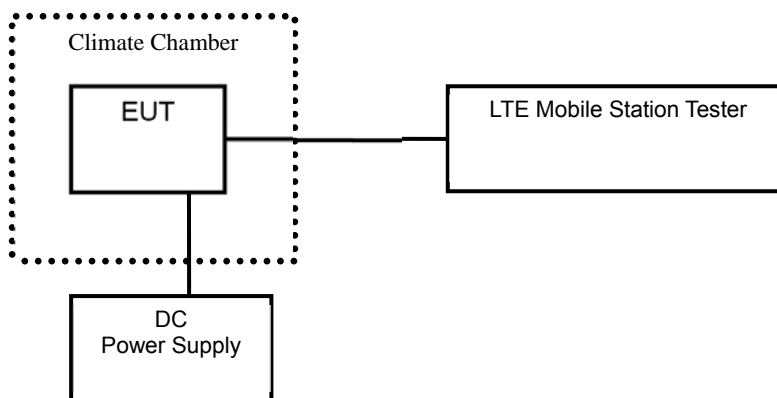 Climate Chamber
EUT
LTE Mobile Station Tester
DC
Power Supply